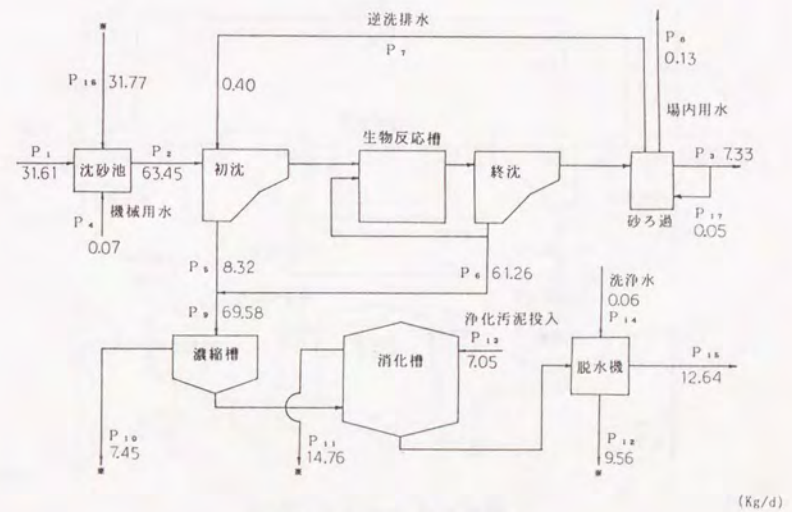 逆洗排水
P₇
P₈
0.13
※
P₁₆
31.77
0.40
場内用水
生物反応槽
P₁
31.61
沈砂池
P₂
63.45
初沈
終沈
P₃ 7.33
P₄
機械用水
0.07
砂ろ過
P₁₇
0.05
P₅
8.32
P₆
61.26
洗浄水
0.06
P₁₄
P₉
69.58
浄化汚泥投入
P₁₃
7.05
濃縮槽
消化槽
脱水機
P₁₅
12.64
P₁₀
7.45
※
P₁₁
14.76
※
P₁₂
9.56
※
(Kg/d)